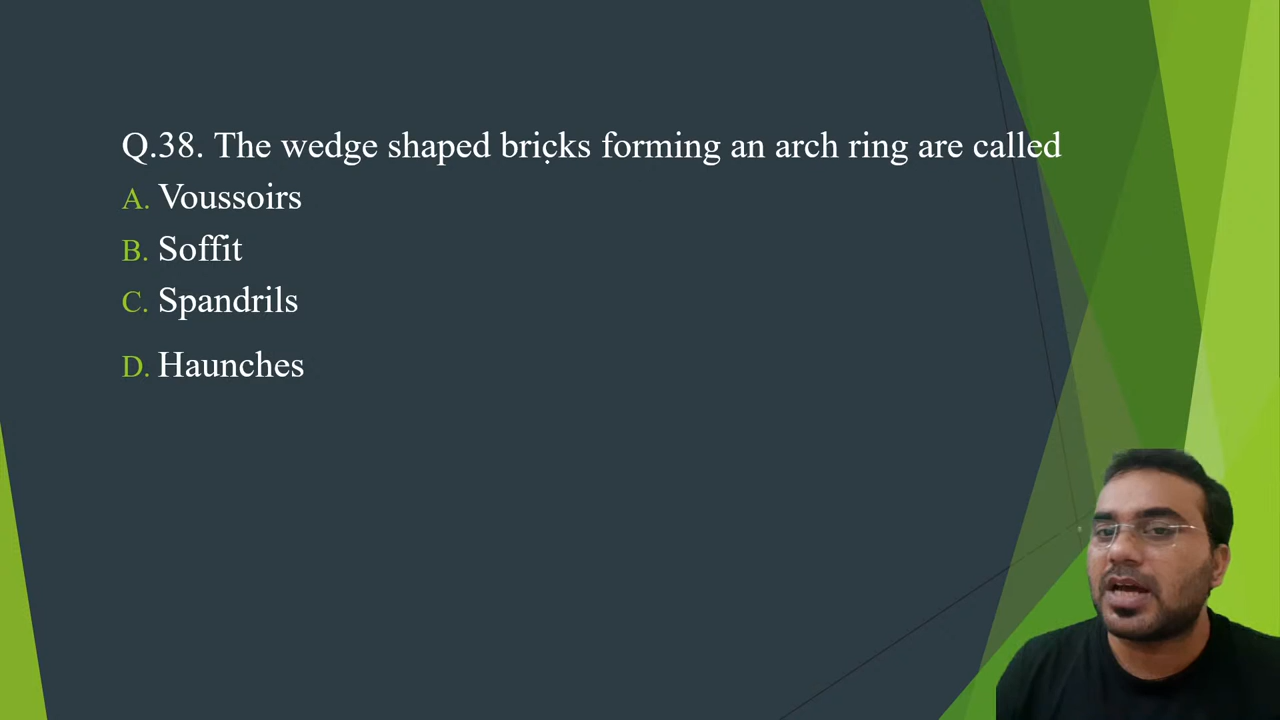 Q.38. The wedge shaped bricks forming an arch ring are called
A. Voussoirs
B. Soffit
C. Spandrils
D. Haunches